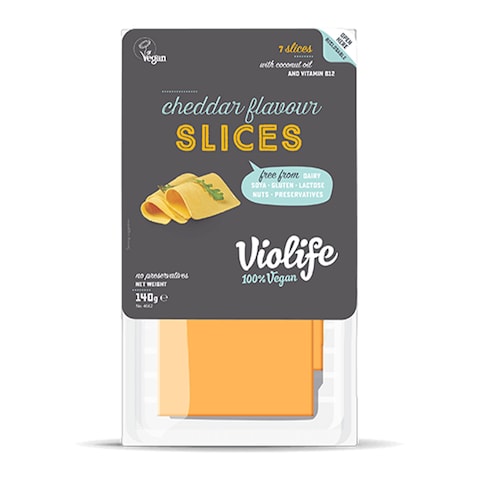 Vegan
7 slices
with coconut oil
AND VITAMIN B12
OPEN
HERE
RECLOSEABLE
cheddar flavour
SLICES
free from DAIRY
SOYA · GLUTEN · LACTOSE
NUTS · PRESERVATIVES
Violife
100% Vegan
no preservatives
NET WEIGHT
140g e